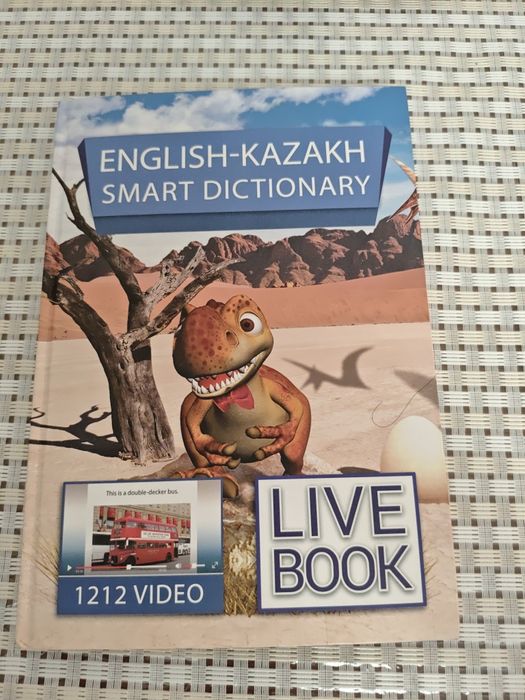 ENGLISH-KAZAKH
SMART DICTIONARY
This is a double-decker bus.
1212 VIDEO
LIVE
BOOK